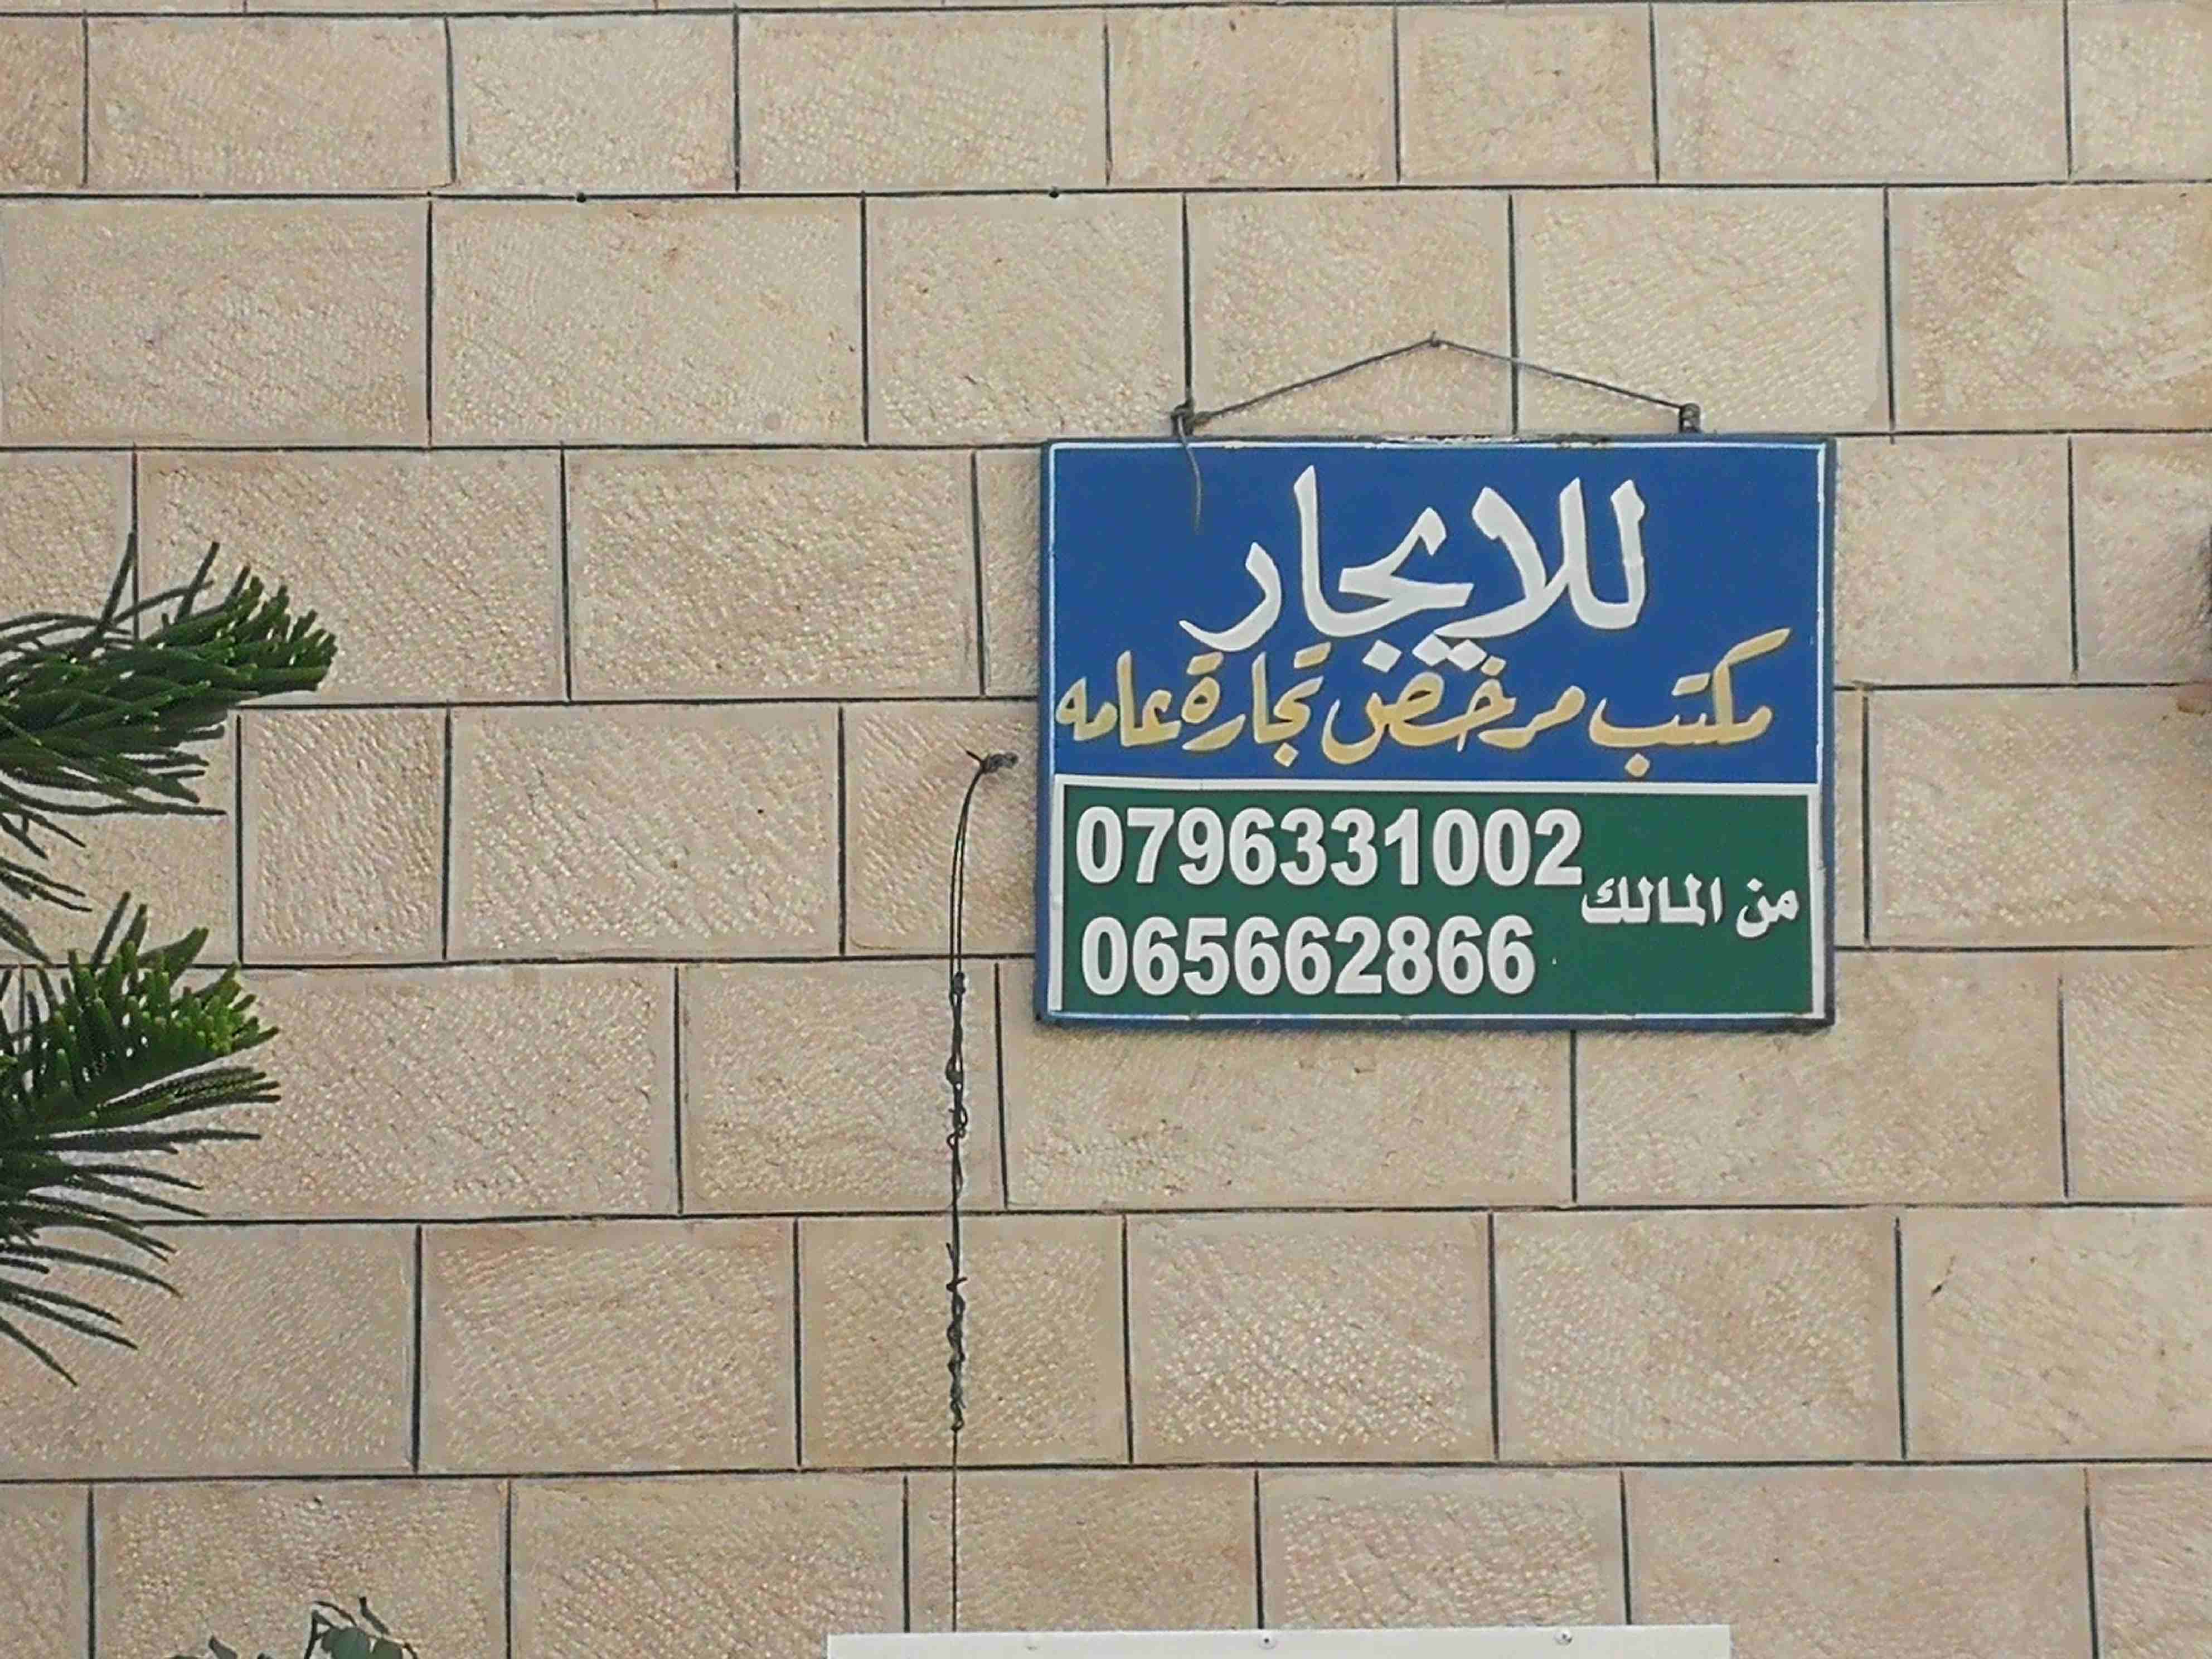 للايجار
مكتب مرخص تجارة عامه
من المالك
0796331002
065662866